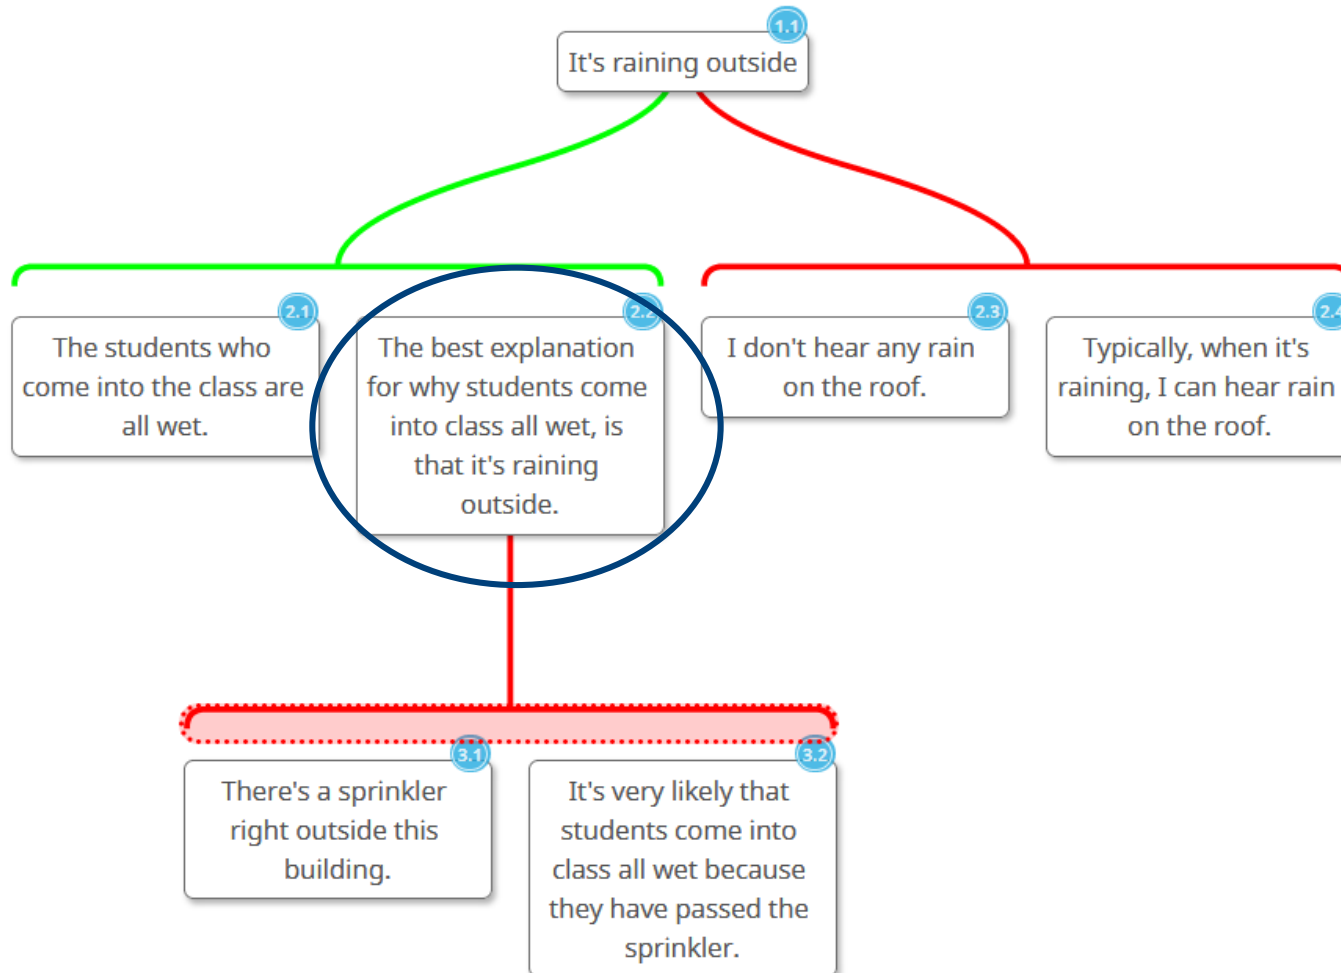 1.1
It's raining outside
2.1
The students who
come into the class are
all wet.
2.2
The best explanation
for why students come
into class all wet, is
that it's raining
outside.
2.3
I don't hear any rain
on the roof.
2.4
Typically, when it's
raining, I can hear rain
on the roof.
3.1
There's a sprinkler
right outside this
building.
3.2
It's very likely that
students come into
class all wet because
they have passed the
sprinkler.